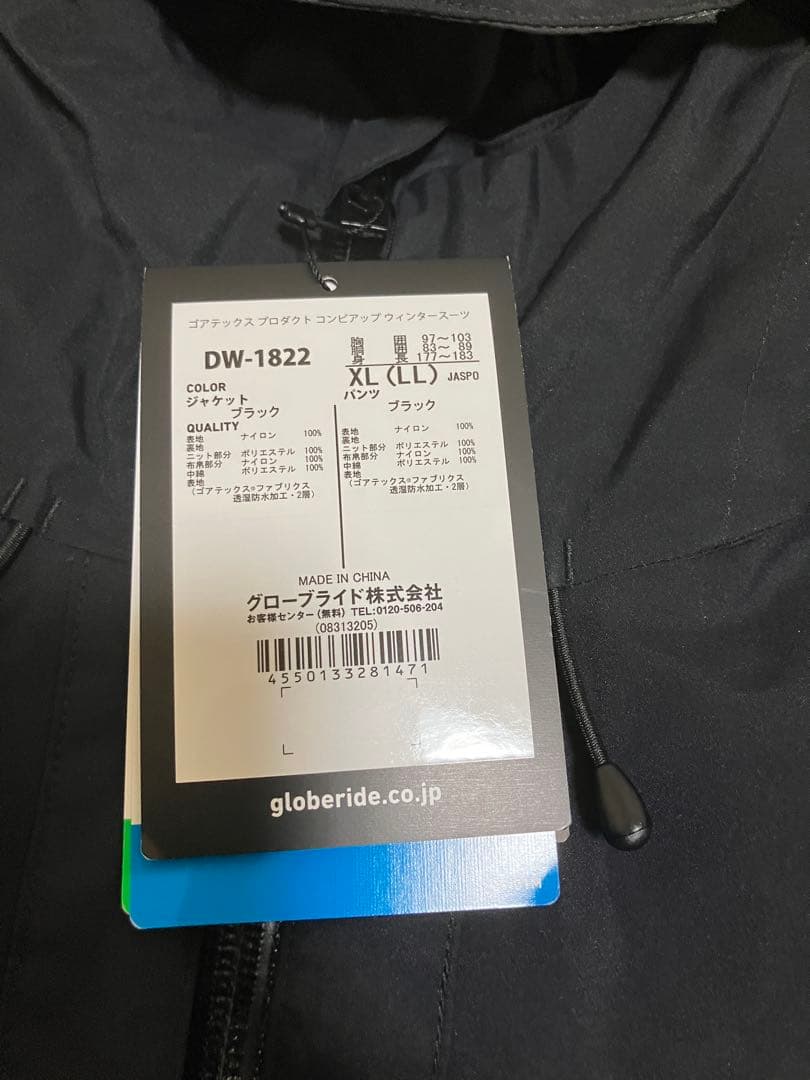 ゴアテックス プロダクト コンビアップ ウィンタースーツ
DW-1822
胸 囲 97〜103
胴 囲 83〜 89
身 長 177〜183
XL (LL) JASPO
COLOR
ジャケット
ブラック
QUALITY
表地 ナイロン 100%
裏地
ニット部分 ポリエステル 100%
布帛部分 ナイロン 100%
中綿 ポリエステル 100%
表地
(ゴアテックス®ファブリクス
透湿防水加工・2層)
パンツ
ブラック
表地 ナイロン 100%
裏地
ニット部分 ポリエステル 100%
布帛部分 ナイロン 100%
中綿 ポリエステル 100%
表地
(ゴアテックス®ファブリクス
透湿防水加工・2層)
MADE IN CHINA
グローブライド株式会社
お客様センター(無料) TEL:0120-506-204
(08313205)
4550133281471
globeride.co.jp